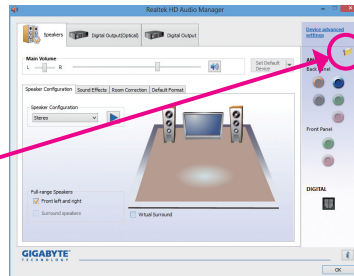 Realtek HD Audio Manager
Speakers
Digital Output(Optical)
Digital Output
Device advanced
settings
Main Volume
L
R
Set Default
Device
AN
Back Panel
Speaker Configuration
Sound Effects
Room Correction
Default Format
Speaker Configuration
Stereo
Front Panel
Full-range Speakers
Front left and right
Surround speakers
Virtual Surround
DIGITAL
GIGABYTE
TECHNOLOGY
OK